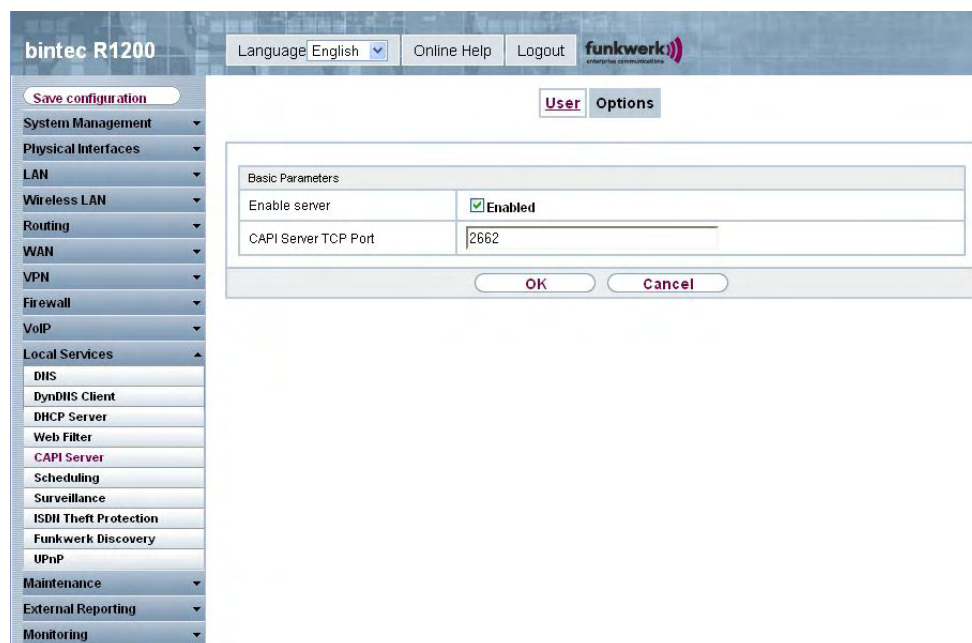 bintec R1200
Language English Online Help Logout funkwerk
enterprise communications
Save configuration
System Management
Physical Interfaces
LAN
Wireless LAN
Routing
WAN
VPN
Firewall
VoIP
Local Services
DNS
DynDNS Client
DHCP Server
Web Filter
CAPI Server
Scheduling
Surveillance
ISDN Theft Protection
Funkwerk Discovery
UPnP
Maintenance
External Reporting
Monitoring
User Options
Basic Parameters
Enable server Enabled
CAPI Server TCP Port 2662
OK Cancel